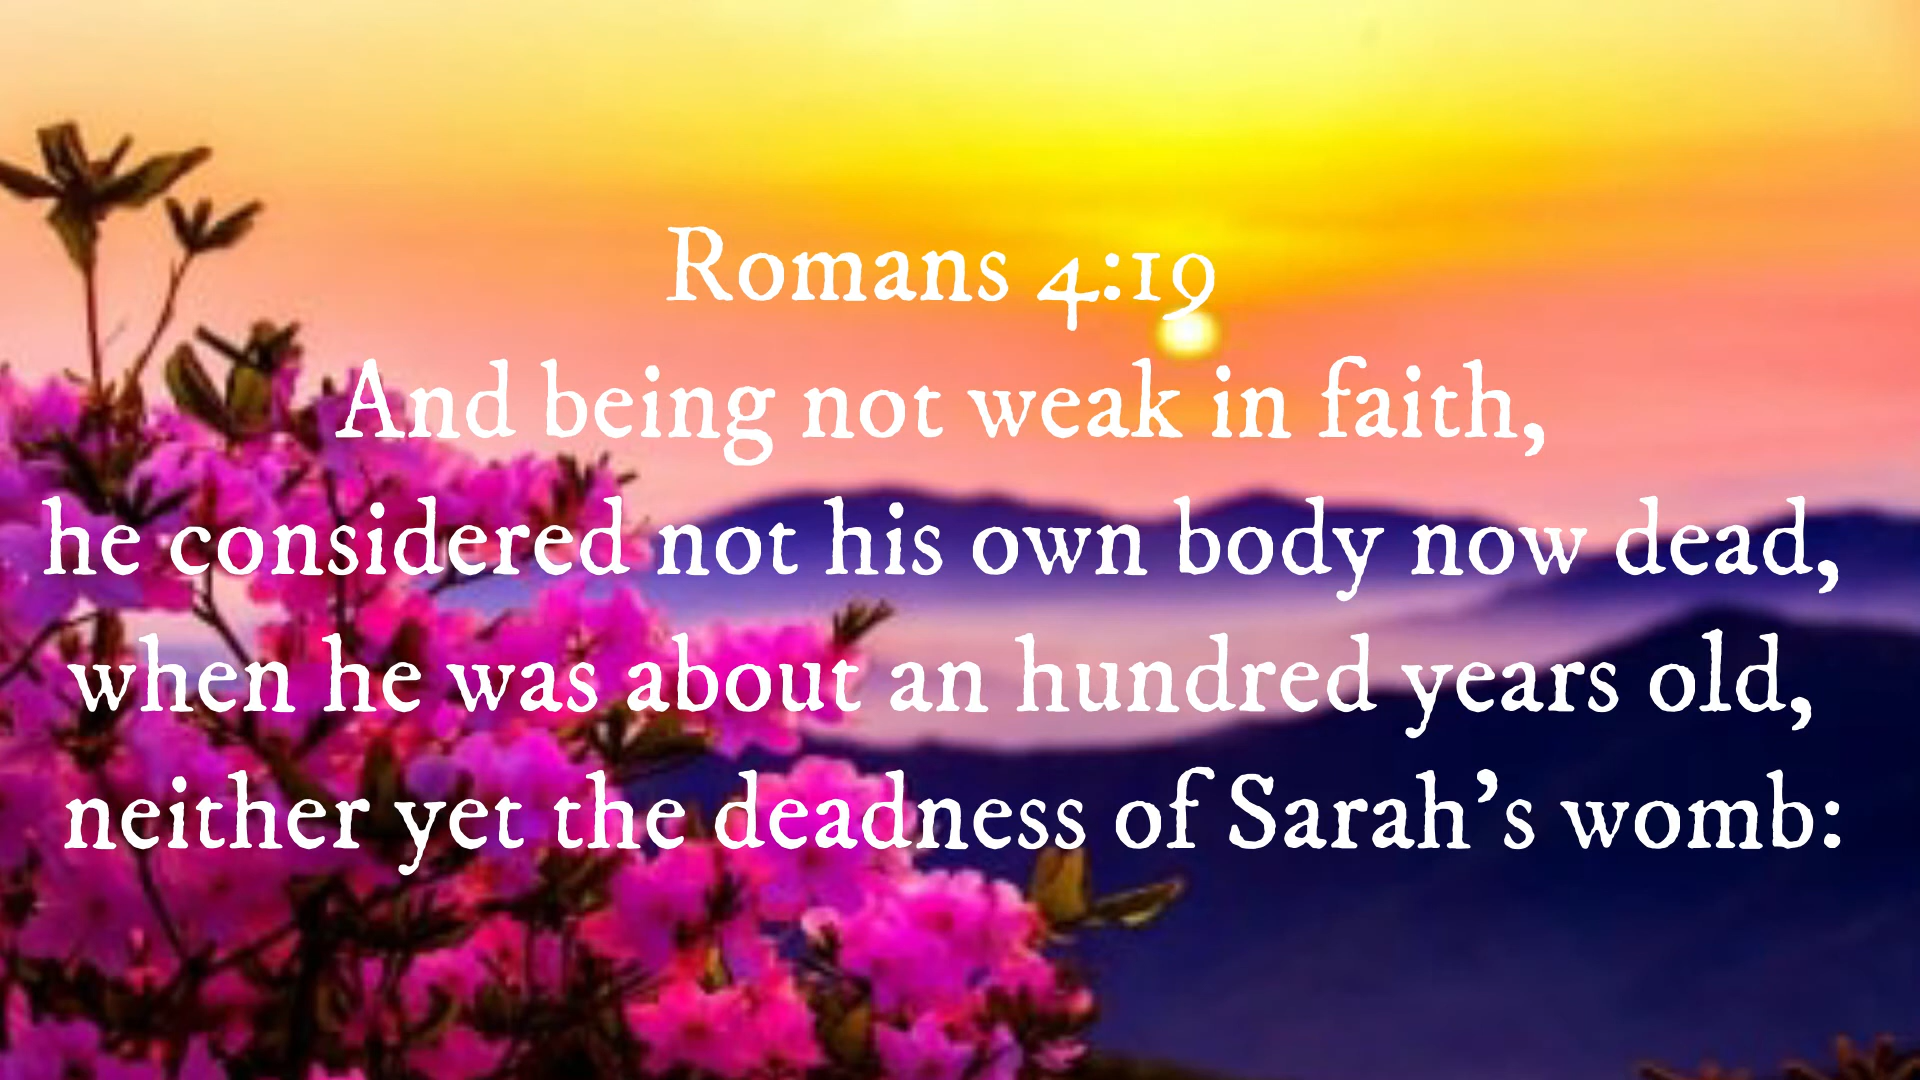 Romans 4:19
And being not weak in faith,
he considered not his own body now dead,
when he was about an hundred years old,
neither yet the deadness of Sarah's womb: